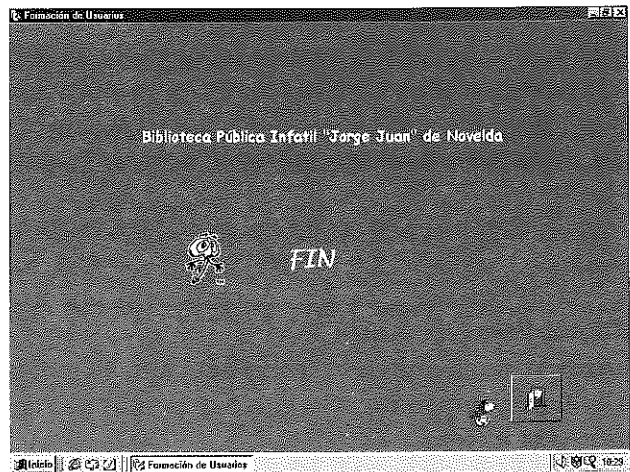 Formación de Usuarios
Biblioteca Pública Infatil "Jorge Juan" de Novelda
FIN
Inicio
Formación de Usuarios
10:29